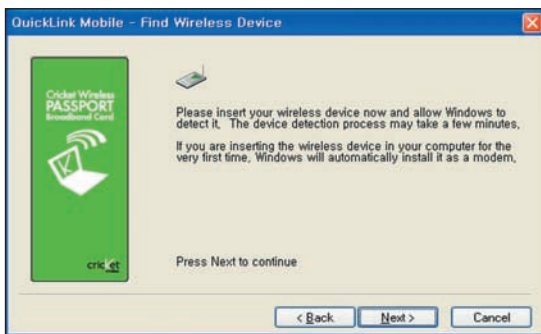 QuickLink Mobile - Find Wireless Device
Cricket Wireless
PASSPORT
Broadband Card
Please insert your wireless device now and allow Windows to
detect it. The device detection process may take a few minutes.
If you are inserting the wireless device in your computer for the
very first time, Windows will automatically install it as a modem.
cricket
Press Next to continue
< Back
Next >
Cancel